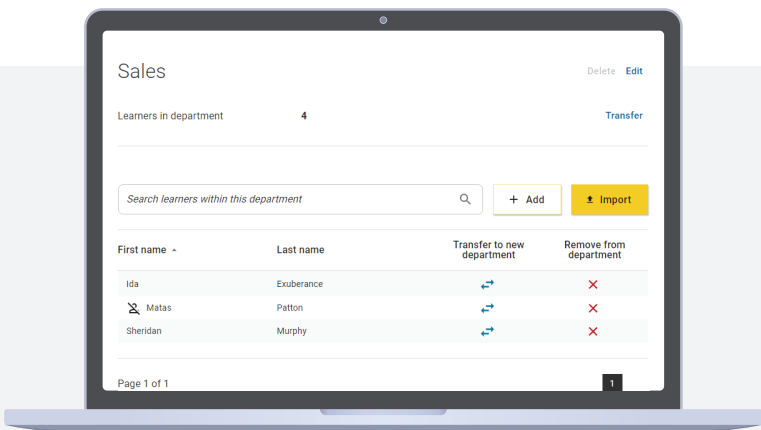 Sales
Delete Edit
Learners in department 4
Transfer
Search learners within this department
+ Add
Import
First name Last name Transfer to new department Remove from department
Ida Exuberance
Matas Patton
Sheridan Murphy
Page 1 of 1
1